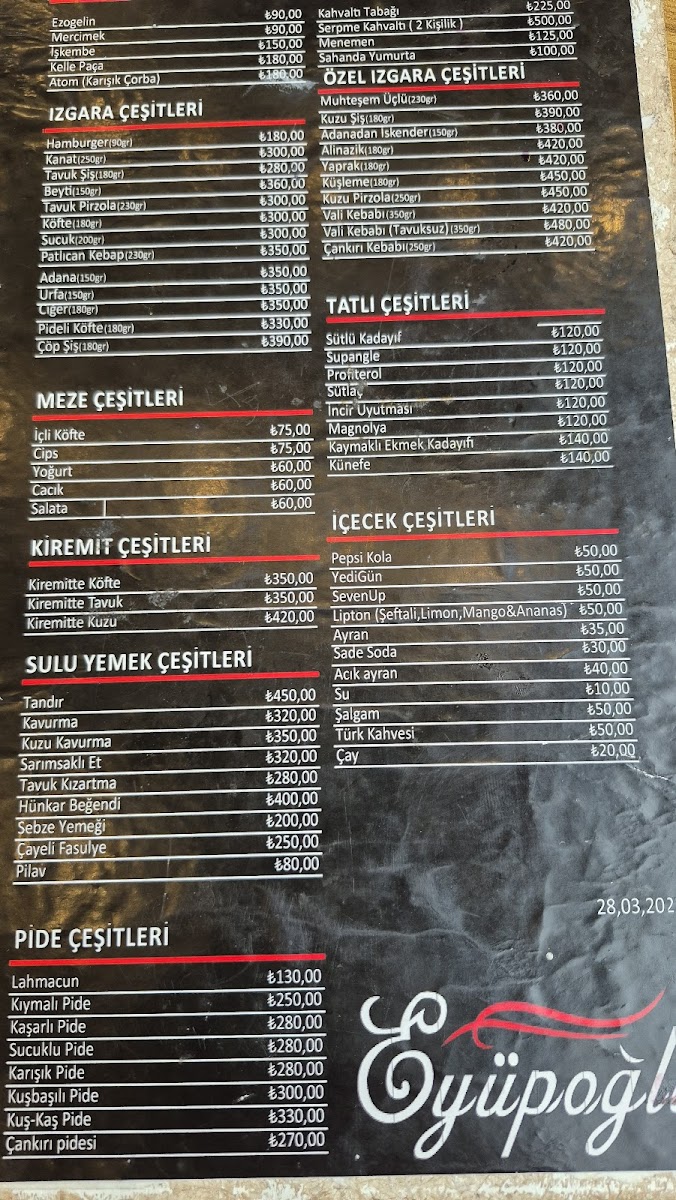 Ezogelin ₺90,00
Mercimek ₺90,00
İşkembe ₺150,00
Kelle Paça ₺180,00
Atom (Karışık Çorba) ₺180,00
IZGARA ÇEŞİTLERİ
Hamburger(90gr) ₺180,00
Kanat(250gr) ₺300,00
Tavuk Şiş(180gr) ₺280,00
Beyti(150gr) ₺360,00
Tavuk Pirzola(230gr) ₺300,00
Köfte(180gr) ₺300,00
Sucuk(200gr) ₺300,00
Patlıcan Kebap(230gr) ₺350,00
Adana(150gr) ₺350,00
Urfa(150gr) ₺350,00
Ciğer(180gr) ₺350,00
Pideli Köfte(180gr) ₺330,00
Çöp Şiş(180gr) ₺390,00
MEZE ÇEŞİTLERİ
İçli Köfte ₺75,00
Cips ₺75,00
Yoğurt ₺60,00
Cacık ₺60,00
Salata ₺60,00
KİREMİT ÇEŞİTLERİ
Kiremitte Köfte ₺350,00
Kiremitte Tavuk ₺350,00
Kiremitte Kuzu ₺420,00
SULU YEMEK ÇEŞİTLERİ
Tandır ₺450,00
Kavurma ₺320,00
Kuzu Kavurma ₺350,00
Sarımsaklı Et ₺320,00
Tavuk Kızartma ₺280,00
Hünkar Beğendi ₺400,00
Sebze Yemeği ₺200,00
Çayeli Fasulye ₺250,00
Pilav ₺80,00
PİDE ÇEŞİTLERİ
Lahmacun ₺130,00
Kıymalı Pide ₺250,00
Kaşarlı Pide ₺280,00
Sucuklu Pide ₺280,00
Karışık Pide ₺280,00
Kuşbaşılı Pide ₺300,00
Kuş-Kaş Pide ₺330,00
Çankırı pidesi ₺270,00
Kahvaltı Tabağı ₺225,00
Serpme Kahvaltı ( 2 Kişilik ) ₺500,00
Menemen ₺125,00
Sahanda Yumurta ₺100,00
ÖZEL IZGARA ÇEŞİTLERİ
Muhteşem Üçlü(230gr) ₺360,00
Kuzu Şiş(180gr) ₺390,00
Adanadan İskender(150gr) ₺380,00
Alinazik(180gr) ₺420,00
Yaprak(180gr) ₺420,00
Küşleme(180gr) ₺450,00
Kuzu Pirzola(250gr) ₺450,00
Vali Kebabı(350gr) ₺420,00
Vali Kebabı (Tavuksuz)(350gr) ₺480,00
Çankırı Kebabı(250gr) ₺420,00
TATLI ÇEŞİTLERİ
Sütlü Kadayıf ₺120,00
Supangle ₺120,00
Profiterol ₺120,00
Sütlaç ₺120,00
İncir Uyutması ₺120,00
Magnolya ₺120,00
Kaymaklı Ekmek Kadayıfı ₺140,00
Künefe ₺140,00
İÇECEK ÇEŞİTLERİ
Pepsi Kola ₺50,00
YediGün ₺50,00
SevenUp ₺50,00
Lipton (Şeftali,Limon,Mango&Ananas) ₺50,00
Ayran ₺35,00
Sade Soda ₺30,00
Acık ayran ₺40,00
Su ₺10,00
Şalgam ₺50,00
Türk Kahvesi ₺50,00
Çay ₺20,00
28,03,202
Eyüpoğlu